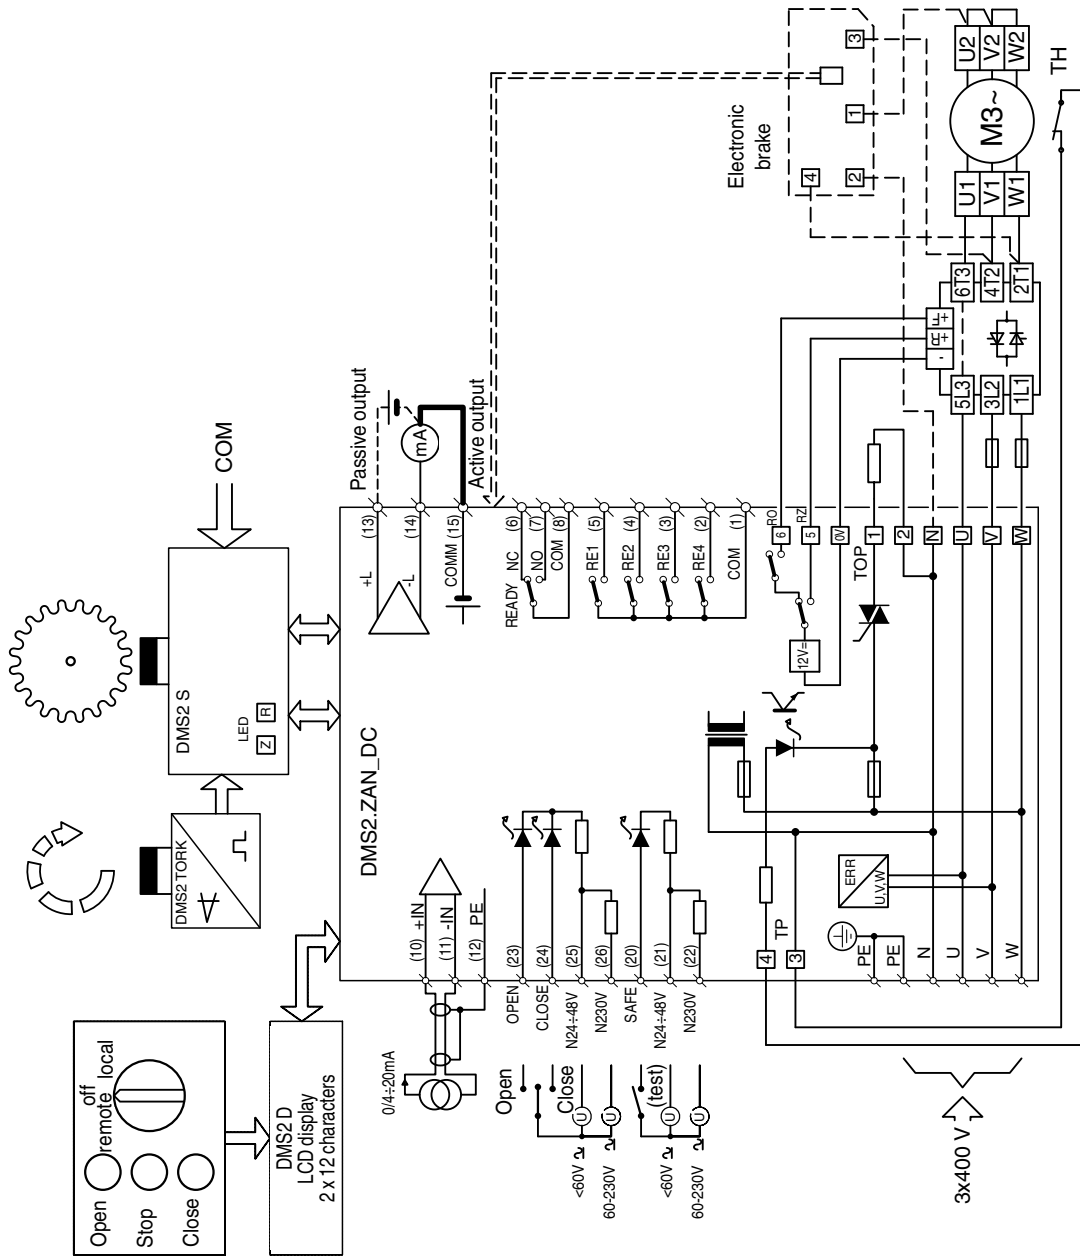 Open
Stop
Close
remote
off
local
DMS2 D
LCD display
2 x 12 characters
DMS2 TORK
DMS2 S
LED
Z
R
COM
DMS2.ZAN_DC
0/4÷20mA
(10) +IN
(11) -IN
(12) PE
OPEN (23)
CLOSE (24)
N24÷48V (25)
N230V (26)
SAFE (20)
N24÷48V (21)
N230V (22)
Open
Close
U
U
<60V
60-230V
(test)
U
U
<60V
60-230V
+L (13)
-L (14)
COMM (15)
Passive output
mA
Active output
READY
NC (6)
NO (7)
COM (8)
RE1 (5)
RE2 (4)
RE3 (3)
RE4 (2)
COM (1)
12V=
RO
6
RZ
5
0V
TOP
1
2
N
U
V
W
4
TP
3
ERR
U,V,W
PE
PE
N
U
V
W
3x400 V
Electronic
brake
4
2
1
3
-
+R
+F
5L3
3L2
1L1
6T3
4T2
2T1
U1
V1
W1
M3~
U2
V2
W2
TH